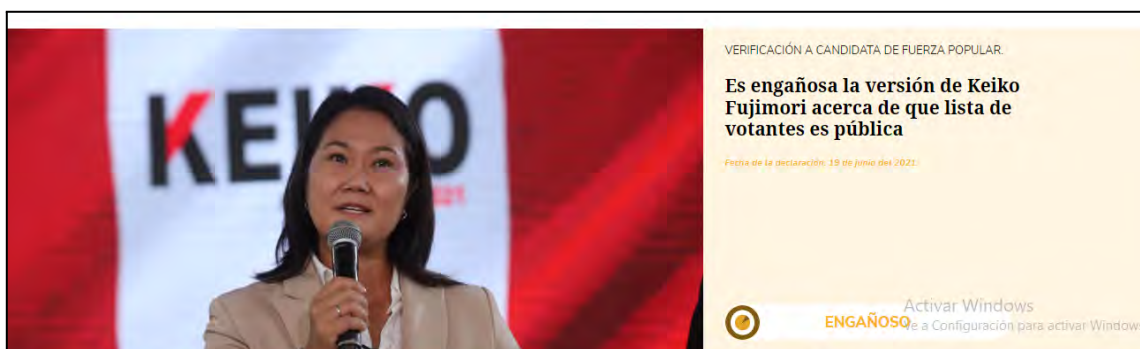 KEIKO
2021
VERIFICACIÓN A CANDIDATA DE FUERZA POPULAR.
Es engañosa la versión de Keiko
Fujimori acerca de que lista de
votantes es pública
Fecha de la declaración: 19 de junio del 2021.
ENGAÑOSO
Activar Windows
Ve a Configuración para activar Windows